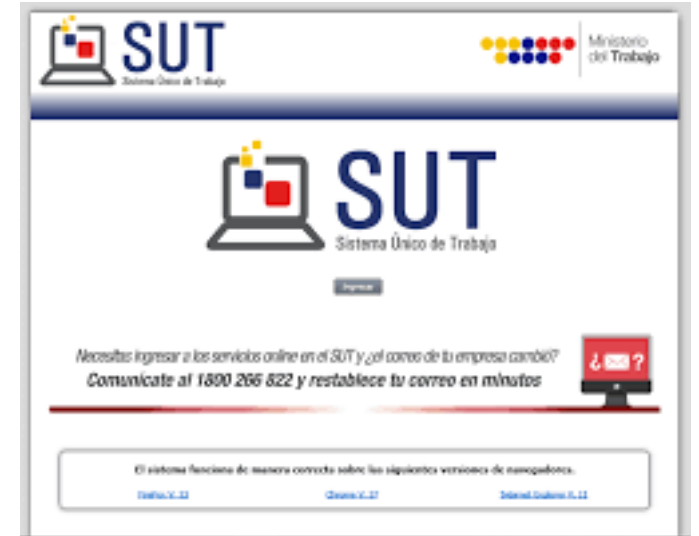 SUT
Sistema Único de Trabajo
Ministerio
del Trabajo
SUT
Sistema Único de Trabajo
Ingresar
Necesitas ingresar a los servicios online en el SUT y ¿el correo de tu empresa cambió?
Comunícate al 1800 266 822 y restablece tu correo en minutos
¿ ?
El sistema funciona de manera correcta sobre las siguientes versiones de navegadores.